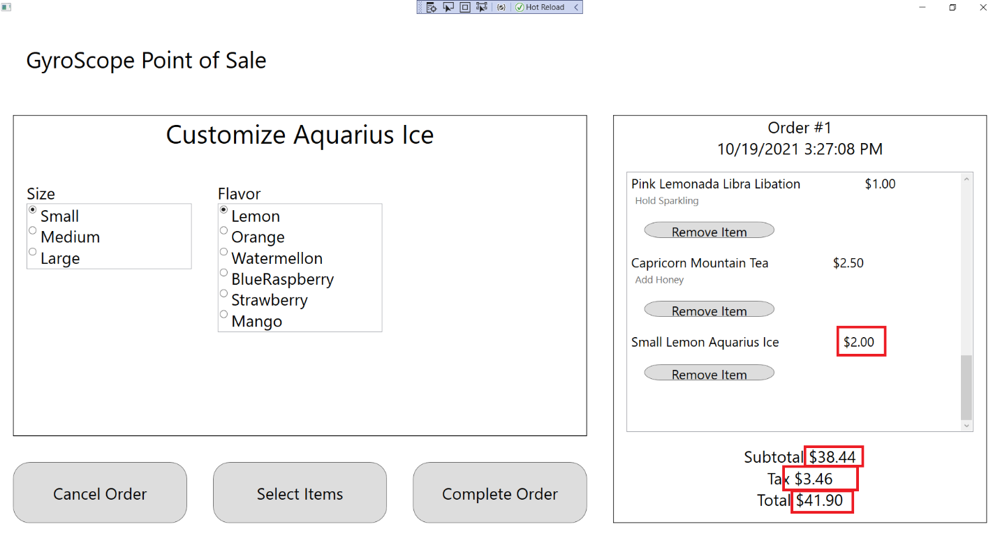 Hot Reload
GyroScope Point of Sale
Customize Aquarius Ice
Size
Small
Medium
Large
Flavor
Lemon
Orange
Watermellon
BlueRaspberry
Strawberry
Mango
Cancel Order
Select Items
Complete Order
Order #1
10/19/2021 3:27:08 PM
Pink Lemonada Libra Libation $1.00
Hold Sparkling
Remove Item
Capricorn Mountain Tea $2.50
Add Honey
Remove Item
Small Lemon Aquarius Ice $2.00
Remove Item
Subtotal $38.44
Tax $3.46
Total $41.90